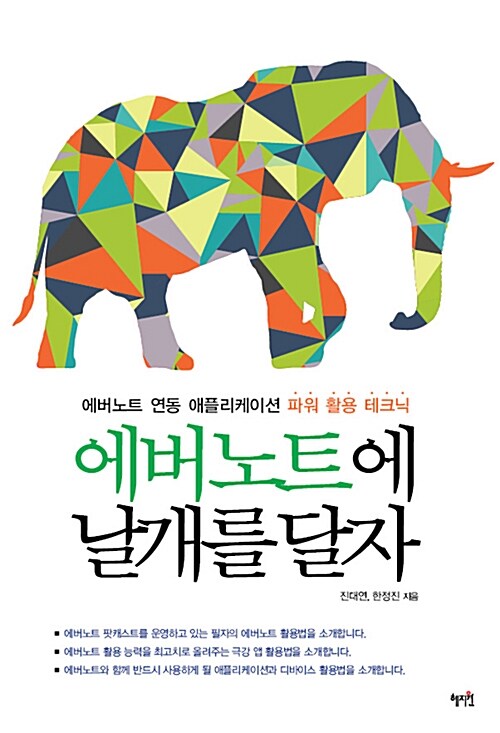 에버노트 연동 애플리케이션 파워 활용 테크닉
에버노트에
날개를 달자
진대연, 한정진 지음
에버노트 팟캐스트를 운영하고 있는 필자의 에버노트 활용법을 소개합니다.
에버노트 활용 능력을 최고치로 올려주는 극강 앱 활용법을 소개합니다.
에버노트와 함께 반드시 사용하게 될 애플리케이션과 디바이스 활용법을 소개합니다.
혜지원